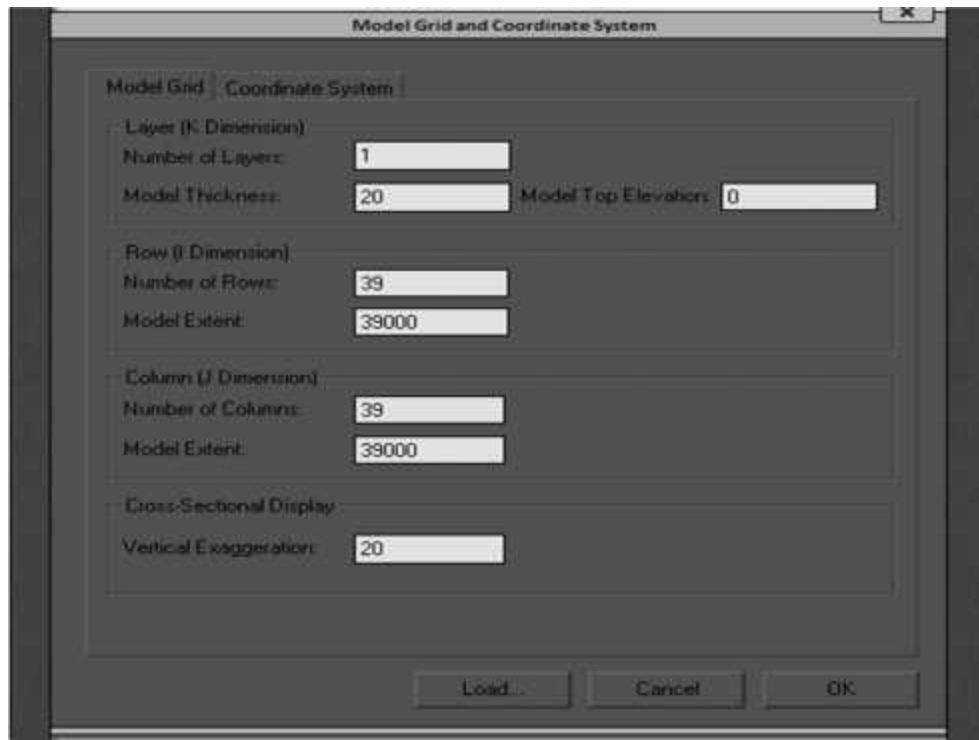 Model Grid and Coordinate System
Model Grid Coordinate System
Layer (K Dimension)
Number of Layers: 1
Model Thickness: 20 Model Top Elevation: 0
Row (I Dimension)
Number of Rows: 39
Model Extent: 39000
Column (J Dimension)
Number of Columns: 39
Model Extent: 39000
Cross-Sectional Display
Vertical Exaggeration: 20
Load... Cancel OK